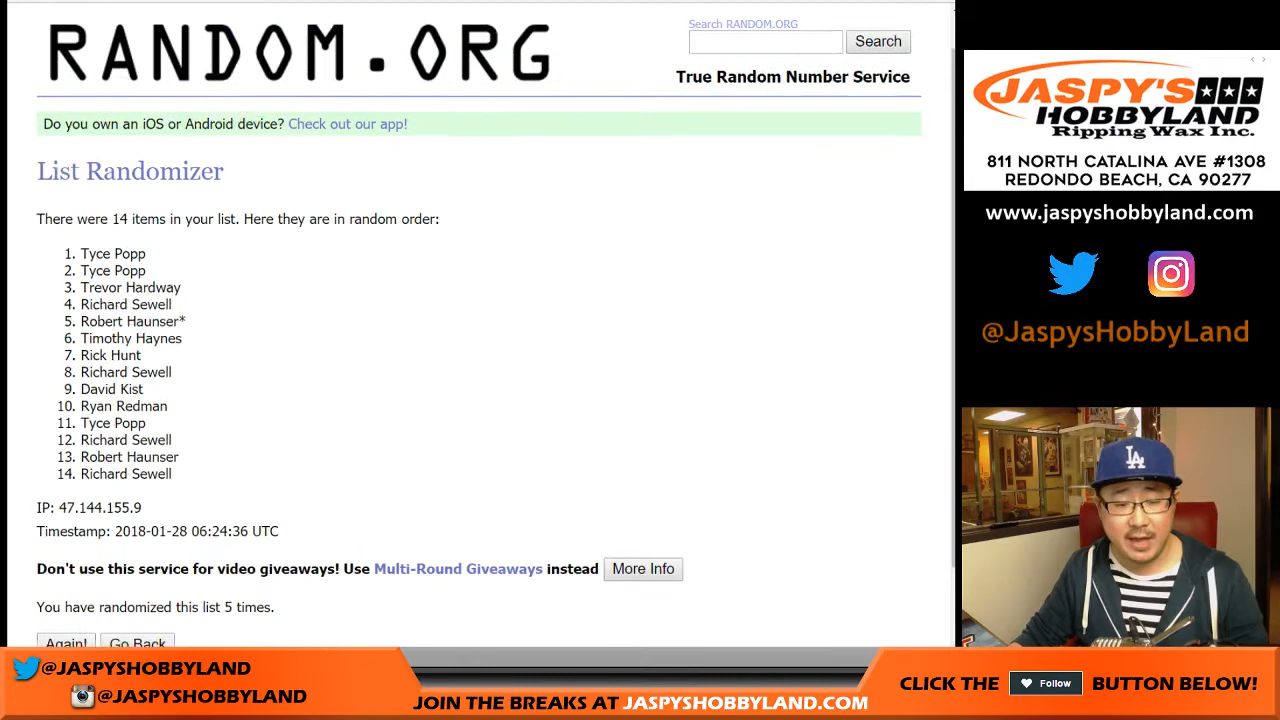 RANDOM.ORG
Search RANDOM.ORG
Search
True Random Number Service
Do you own an iOS or Android device? Check out our app!
List Randomizer
There were 14 items in your list. Here they are in random order:
1. Tyce Popp
2. Tyce Popp
3. Trevor Hardway
4. Richard Sewell
5. Robert Haunser*
6. Timothy Haynes
7. Rick Hunt
8. Richard Sewell
9. David Kist
10. Ryan Redman
11. Tyce Popp
12. Richard Sewell
13. Robert Haunser
14. Richard Sewell
IP: 47.144.155.9
Timestamp: 2018-01-28 06:24:36 UTC
Don't use this service for video giveaways! Use Multi-Round Giveaways instead More Info
You have randomized this list 5 times.
Again! Go Back
JASPY'S
HOBBYLAND
Ripping Wax Inc.
811 NORTH CATALINA AVE #1308
REDONDO BEACH, CA 90277
www.jaspyshobbyland.com
@JaspysHobbyLand
LA
@JASPYSHOBBYLAND
@JASPYSHOBBYLAND
JOIN THE BREAKS AT JASPYSHOBBYLAND.COM
CLICK THE Follow BUTTON BELOW!